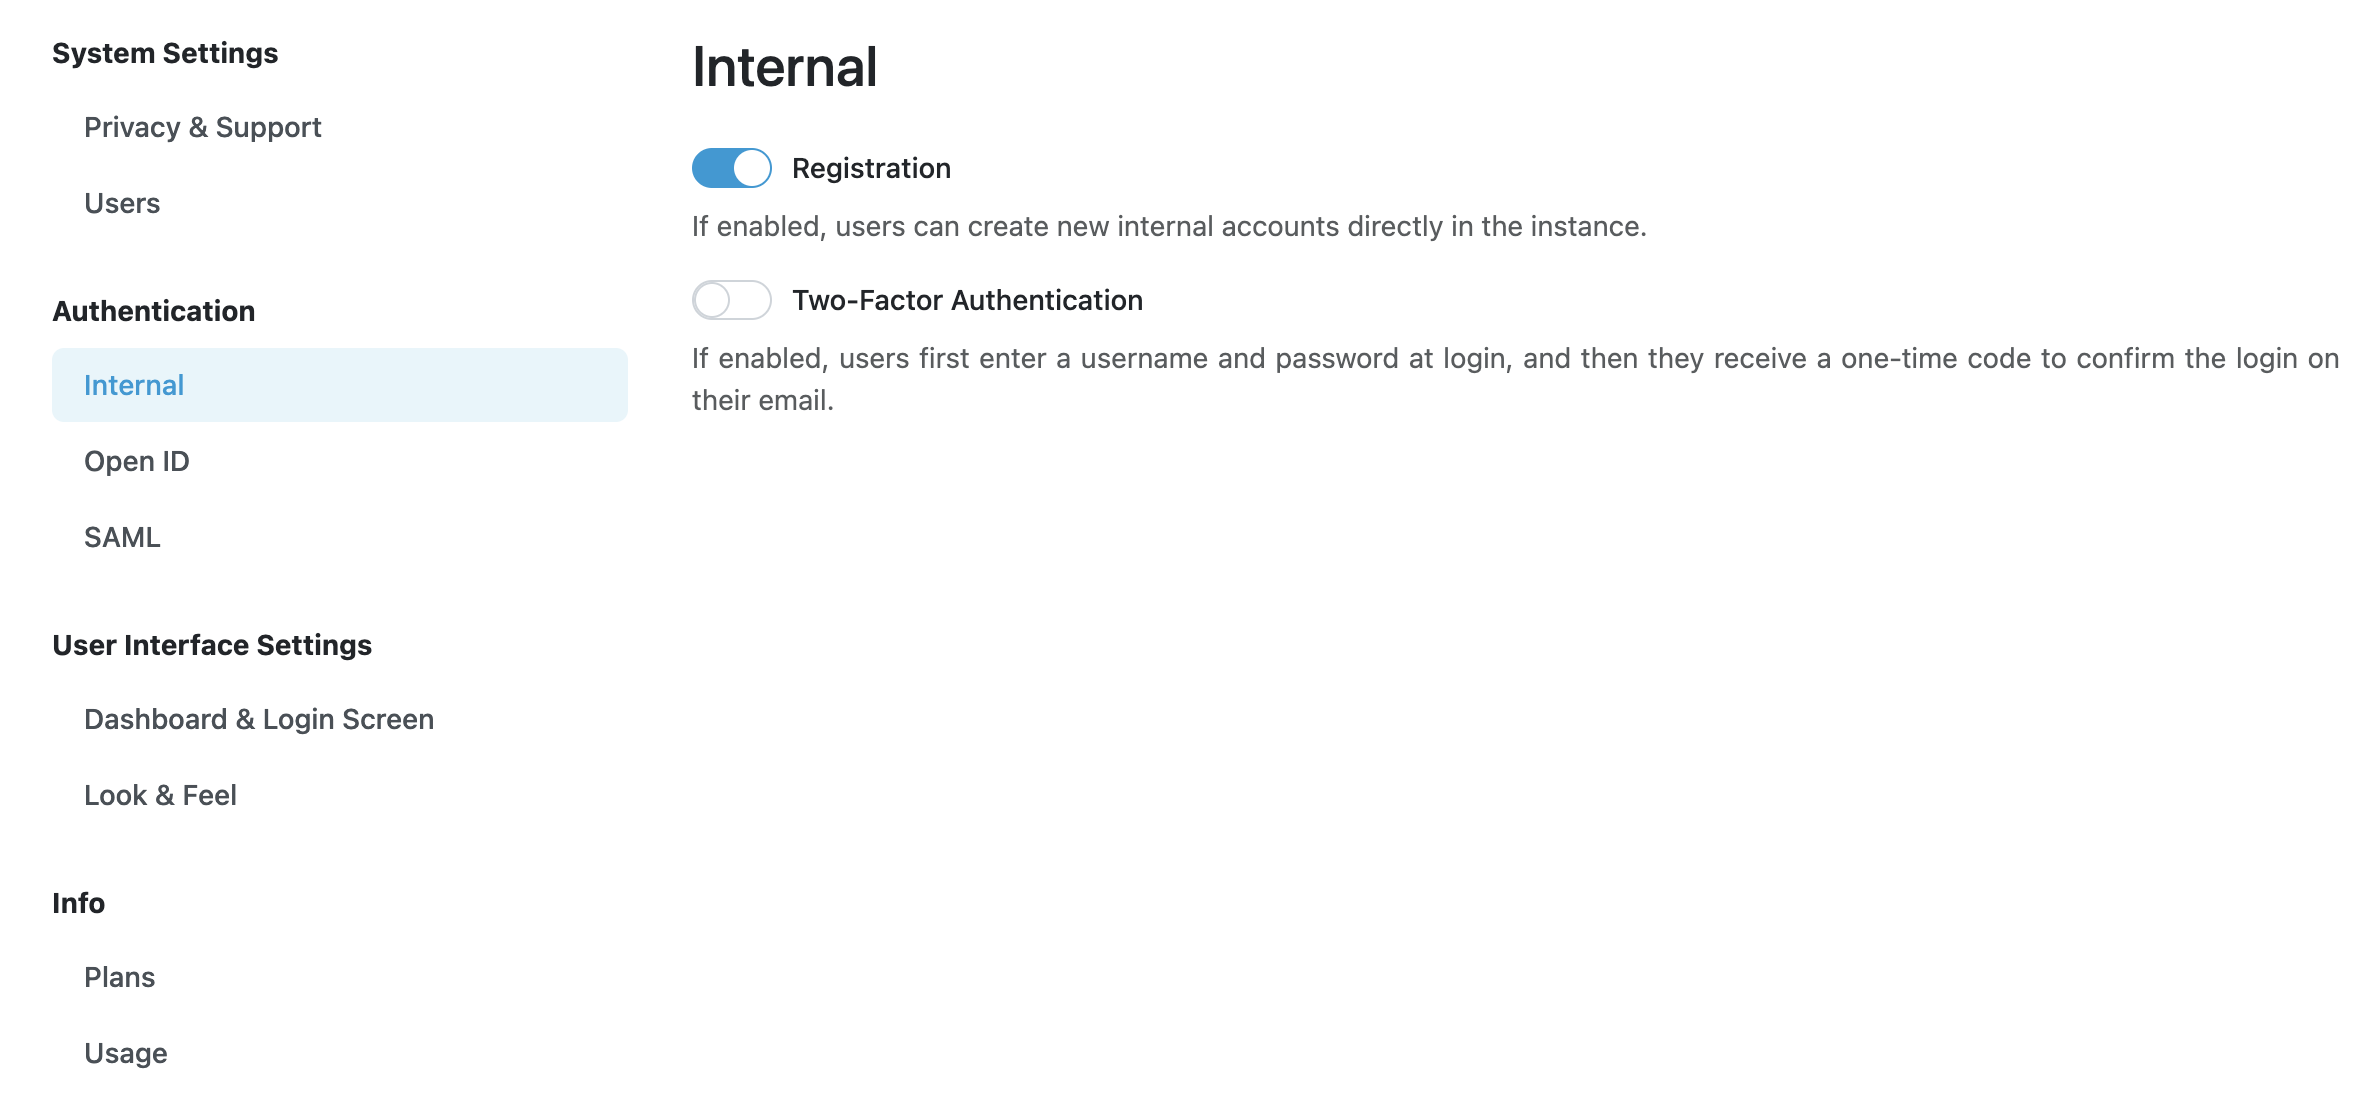 System Settings
Privacy & Support
Users
Authentication
Internal
Open ID
SAML
User Interface Settings
Dashboard & Login Screen
Look & Feel
Info
Plans
Usage
Internal
Registration
If enabled, users can create new internal accounts directly in the instance.
Two-Factor Authentication
If enabled, users first enter a username and password at login, and then they receive a one-time code to confirm the login on
their email.